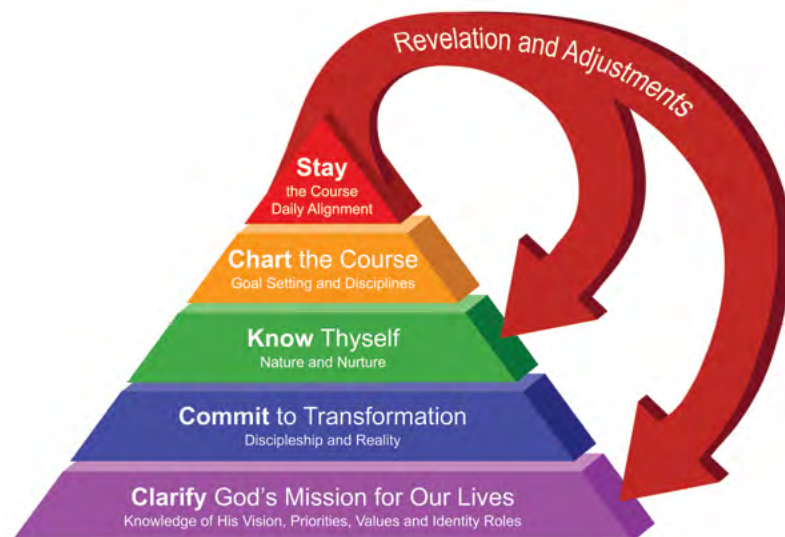 Revelation and Adjustments
Stay
the Course
Daily Alignment
Chart the Course
Goal Setting and Disciplines
Know Thyself
Nature and Nurture
Commit to Transformation
Discipleship and Reality
Clarify God's Mission for Our Lives
Knowledge of His Vision, Priorities, Values and Identity Roles